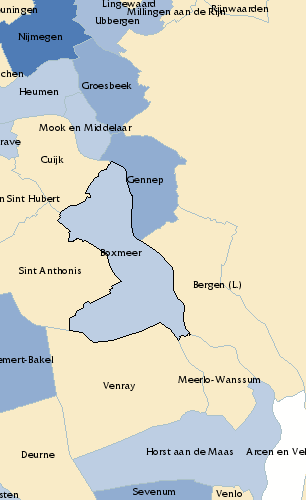 Lingewaard
Millingen aan de Rijn
Rijnwaarden
uningen
Ubbergen
Nijmegen
chen
Groesbeek
Heumen
Mook en Middelaar
rave
Cuijk
Gennep
n Sint Hubert
Boxmeer
Sint Anthonis
Bergen (L)
emert-Bakel
Venray
Meerlo-Wanssum
Deurne
Horst aan de Maas
Arcen en Vel
Sevenum
Venlo
sten